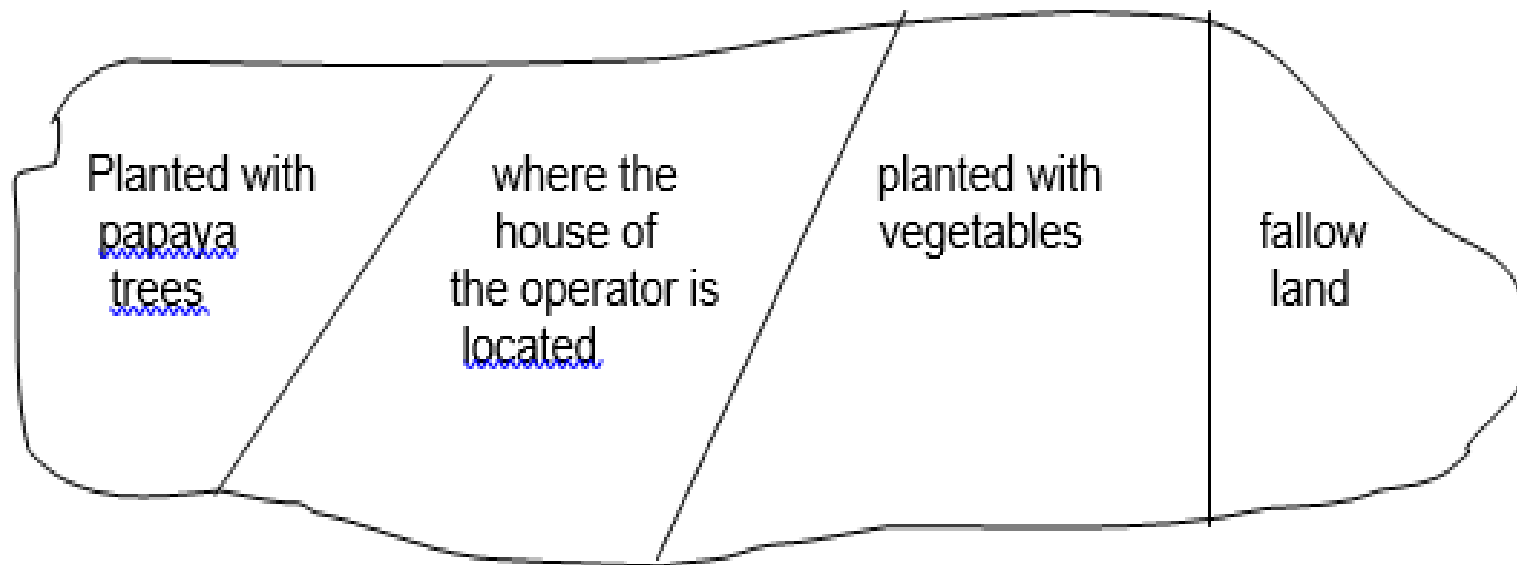 Planted with
papaya
trees
where the
house of
the operator is
located
planted with
vegetables
fallow
land